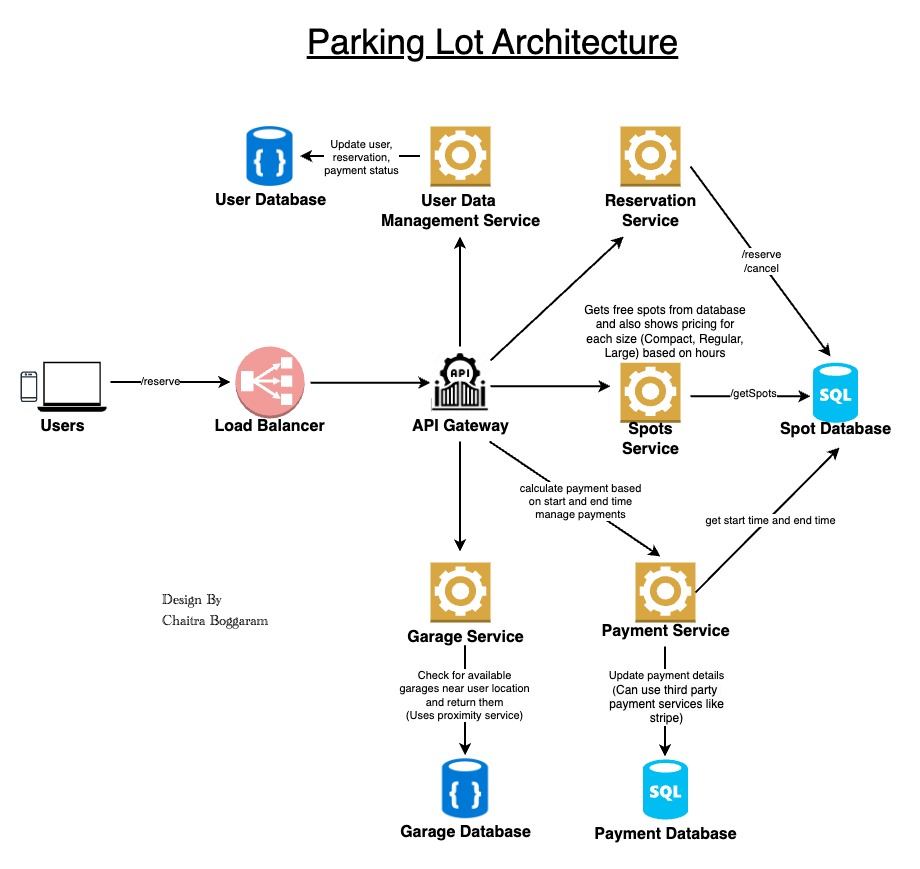 Parking Lot Architecture
Update user,
reservation,
payment status
User Database
User Data
Management Service
Reservation
Service
/reserve
/cancel
Gets free spots from database
and also shows pricing for
each size (Compact, Regular,
Large) based on hours
/reserve
API
SQL
/getSpots
Users
Load Balancer
API Gateway
Spots
Service
Spot Database
calculate payment based
on start and end time
manage payments
get start time and end time
Design By
Chaitra Boggaram
Garage Service
Payment Service
Check for available
garages near user location
and return them
(Uses proximity service)
Update payment details
(Can use third party
payment services like
stripe)
SQL
Garage Database
Payment Database